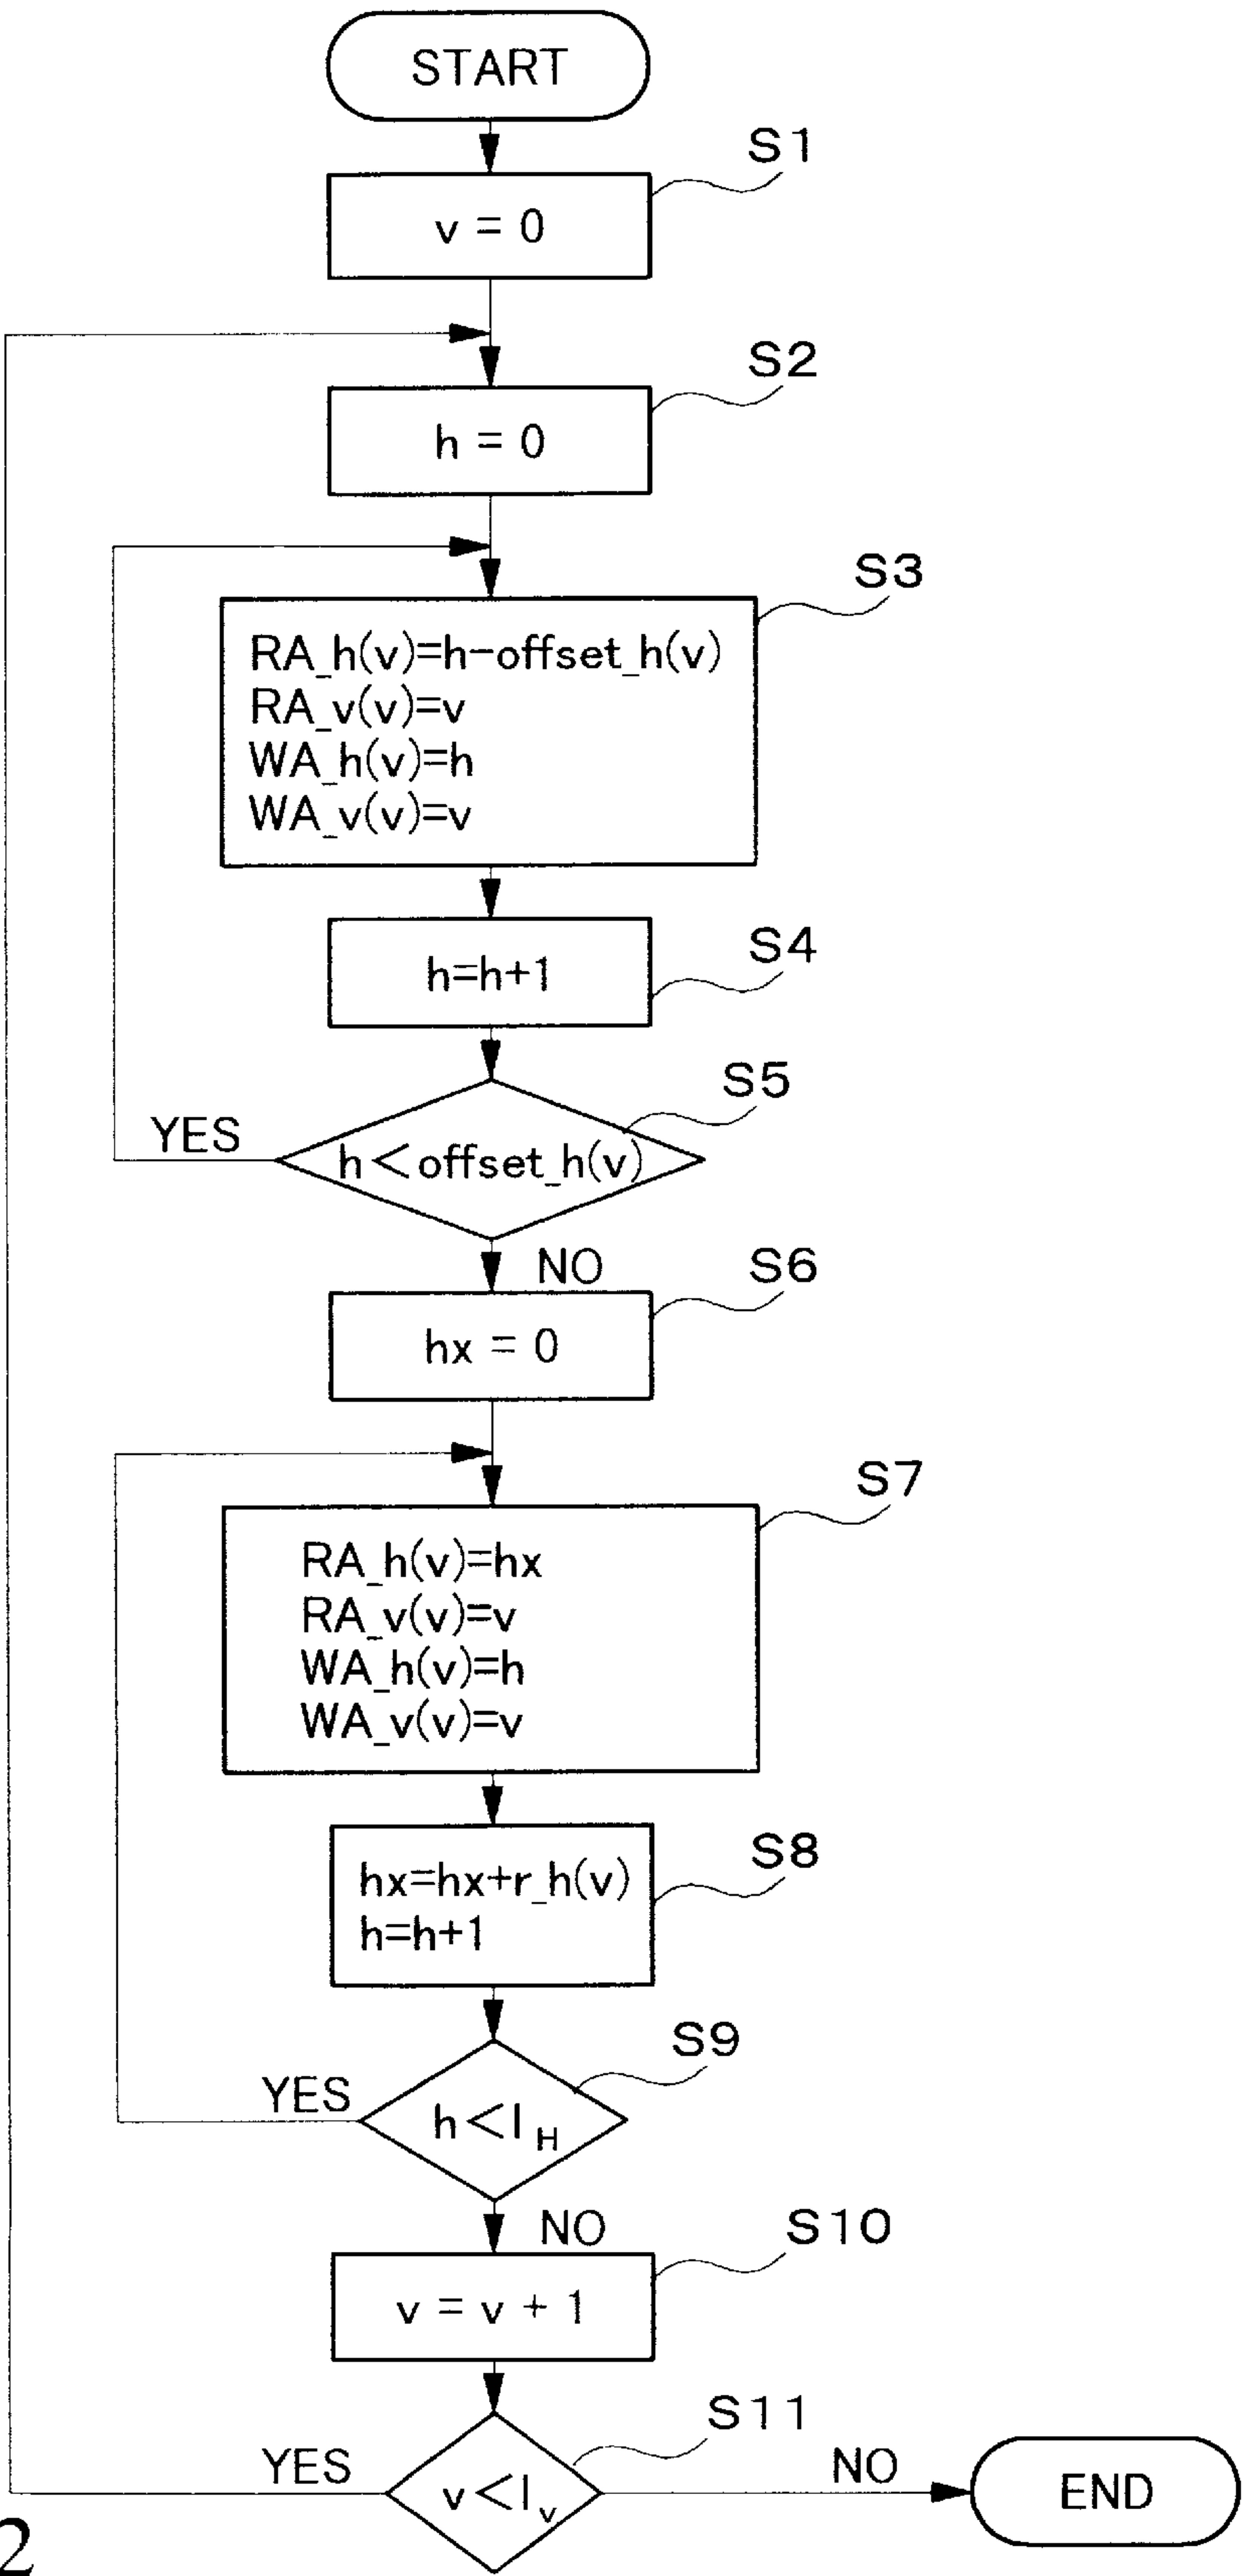 START
S1
v = 0
S2
h = 0
S3
RA_h(v)=h-offset_h(v)
RA_v(v)=v
WA_h(v)=h
WA_v(v)=v
S4
h=h+1
S5
YES
h<offset_h(v)
NO
S6
hx = 0
S7
RA_h(v)=hx
RA_v(v)=v
WA_h(v)=h
WA_v(v)=v
S8
hx=hx+r_h(v)
h=h+1
S9
YES
h<I_H
NO
S10
v = v + 1
S11
YES
v<I_v
NO
END
2